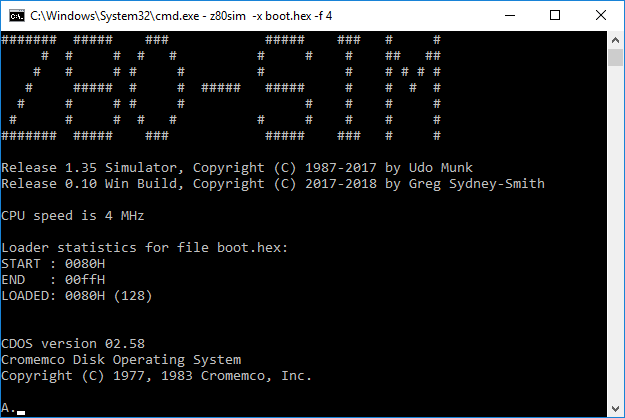 C:\Windows\System32\cmd.exe - z80sim -x boot.hex -f 4
Z80-SIM
Release 1.35 Simulator, Copyright (C) 1987-2017 by Udo Munk
Release 0.10 Win Build, Copyright (C) 2017-2018 by Greg Sydney-Smith
CPU speed is 4 MHz
Loader statistics for file boot.hex:
START : 0080H
END   : 00ffH
LOADED: 0080H (128)
CDOS version 02.58
Cromemco Disk Operating System
Copyright (C) 1977, 1983 Cromemco, Inc.
A._